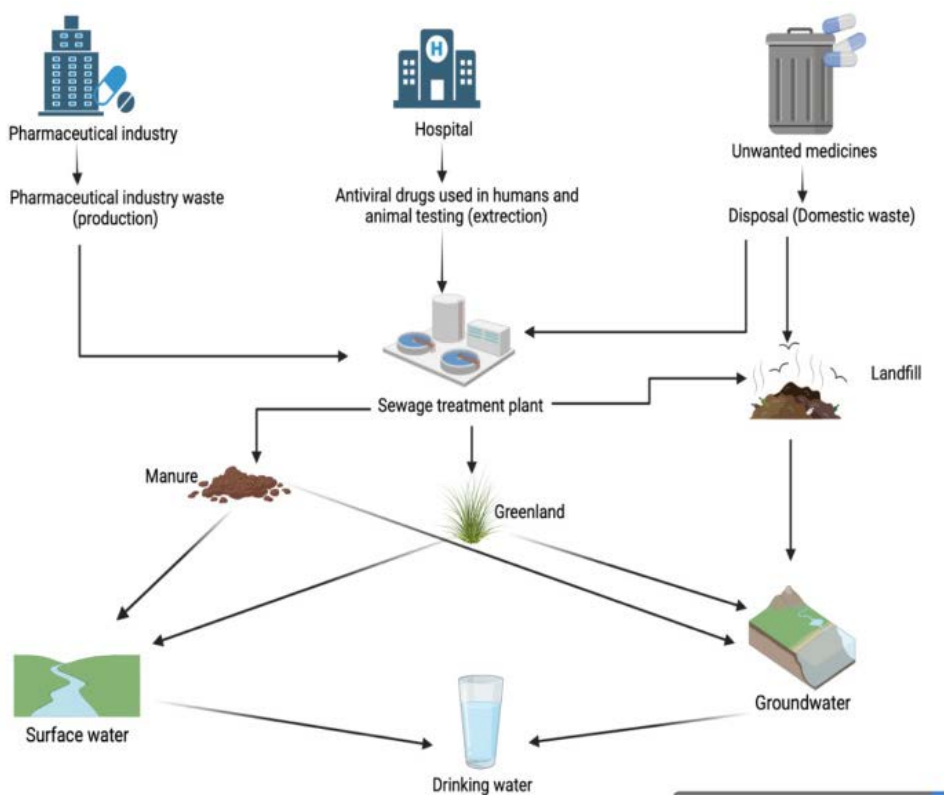 H
Pharmaceutical industry
Hospital
Unwanted medicines
Pharmaceutical industry waste
(production)
Antiviral drugs used in humans and
animal testing (extrection)
Disposal (Domestic waste)
Landfill
Sewage treatment plant
Manure
Greenland
Groundwater
Surface water
Drinking water